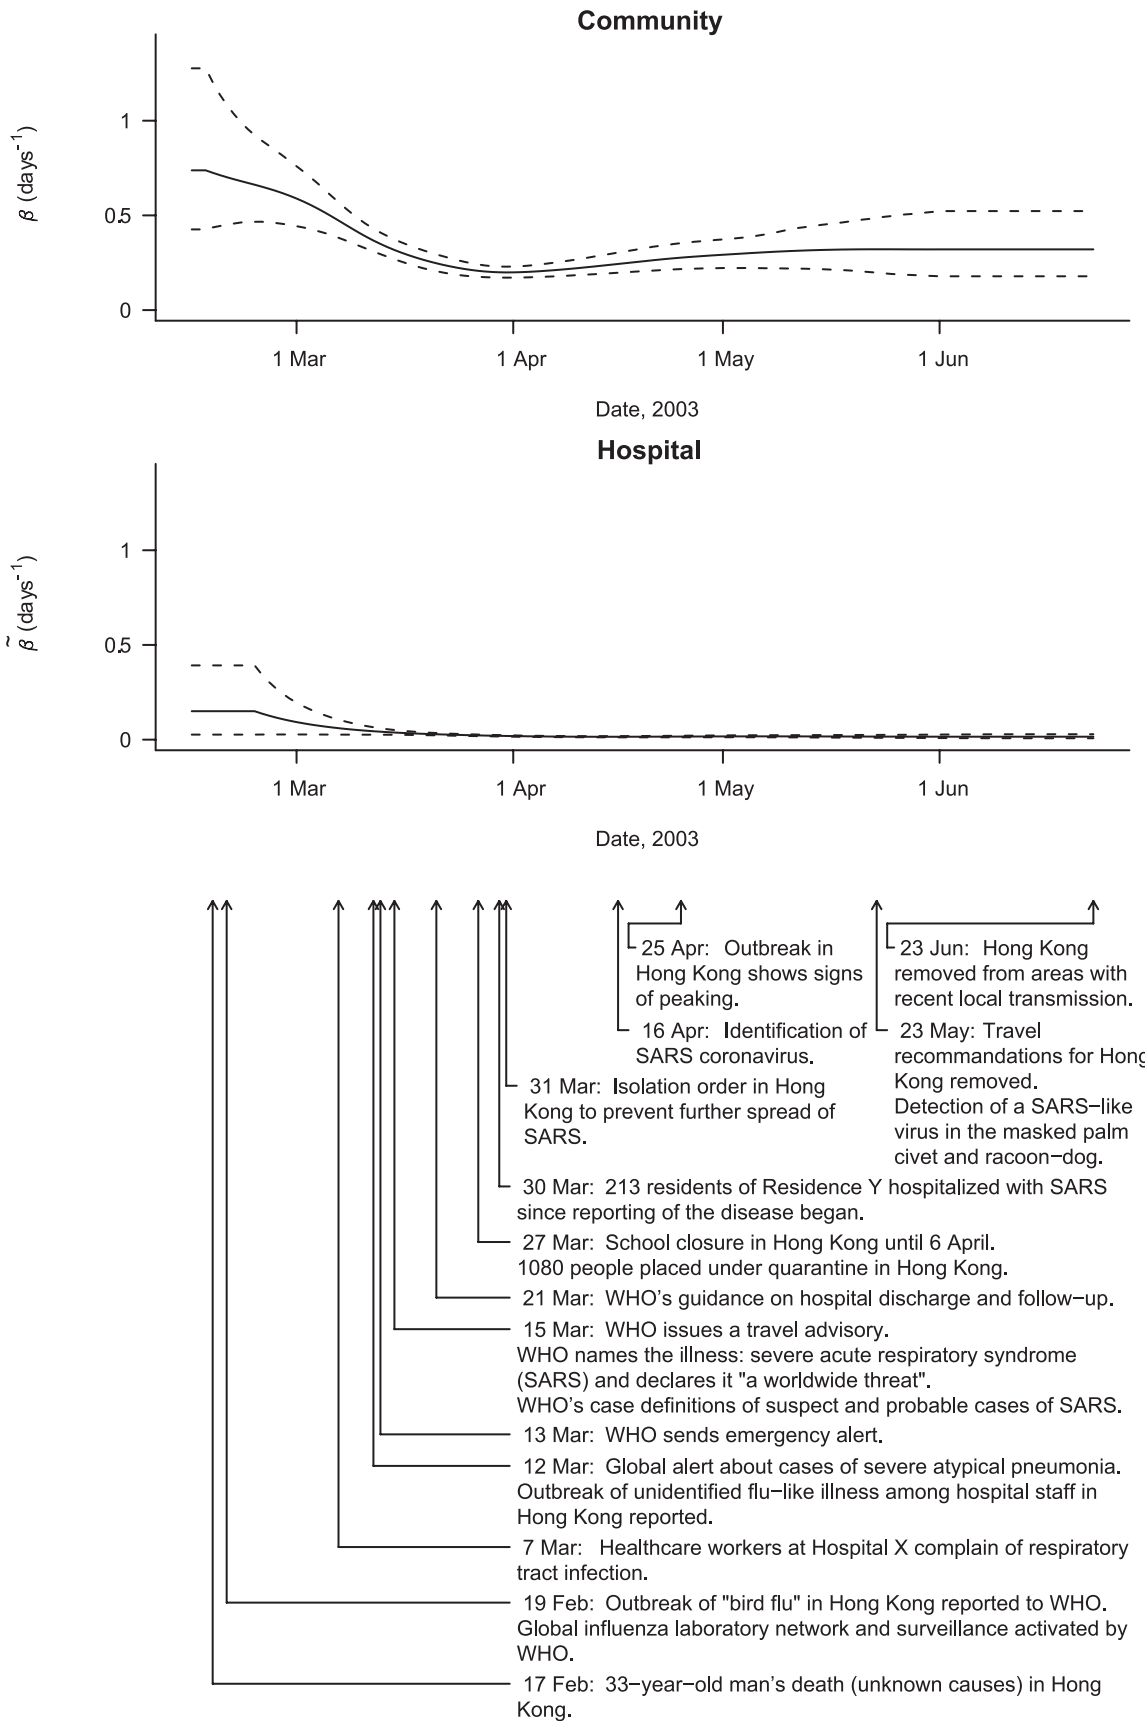 Community
β (days⁻¹)
1
0.5
0
1 Mar
1 Apr
1 May
1 Jun
Date, 2003
Hospital
β̃ (days⁻¹)
1
0.5
0
1 Mar
1 Apr
1 May
1 Jun
Date, 2003
25 Apr: Outbreak in
Hong Kong shows signs
of peaking.
23 Jun: Hong Kong
removed from areas with
recent local transmission.
16 Apr: Identification of
SARS coronavirus.
23 May: Travel
recommandations for Hong
Kong removed.
Detection of a SARS−like
virus in the masked palm
civet and racoon−dog.
31 Mar: Isolation order in Hong
Kong to prevent further spread of
SARS.
30 Mar: 213 residents of Residence Y hospitalized with SARS
since reporting of the disease began.
27 Mar: School closure in Hong Kong until 6 April.
1080 people placed under quarantine in Hong Kong.
21 Mar: WHO's guidance on hospital discharge and follow−up.
15 Mar: WHO issues a travel advisory.
WHO names the illness: severe acute respiratory syndrome
(SARS) and declares it "a worldwide threat".
WHO's case definitions of suspect and probable cases of SARS.
13 Mar: WHO sends emergency alert.
12 Mar: Global alert about cases of severe atypical pneumonia.
Outbreak of unidentified flu−like illness among hospital staff in
Hong Kong reported.
7 Mar: Healthcare workers at Hospital X complain of respiratory
tract infection.
19 Feb: Outbreak of "bird flu" in Hong Kong reported to WHO.
Global influenza laboratory network and surveillance activated by
WHO.
17 Feb: 33−year−old man's death (unknown causes) in Hong
Kong.